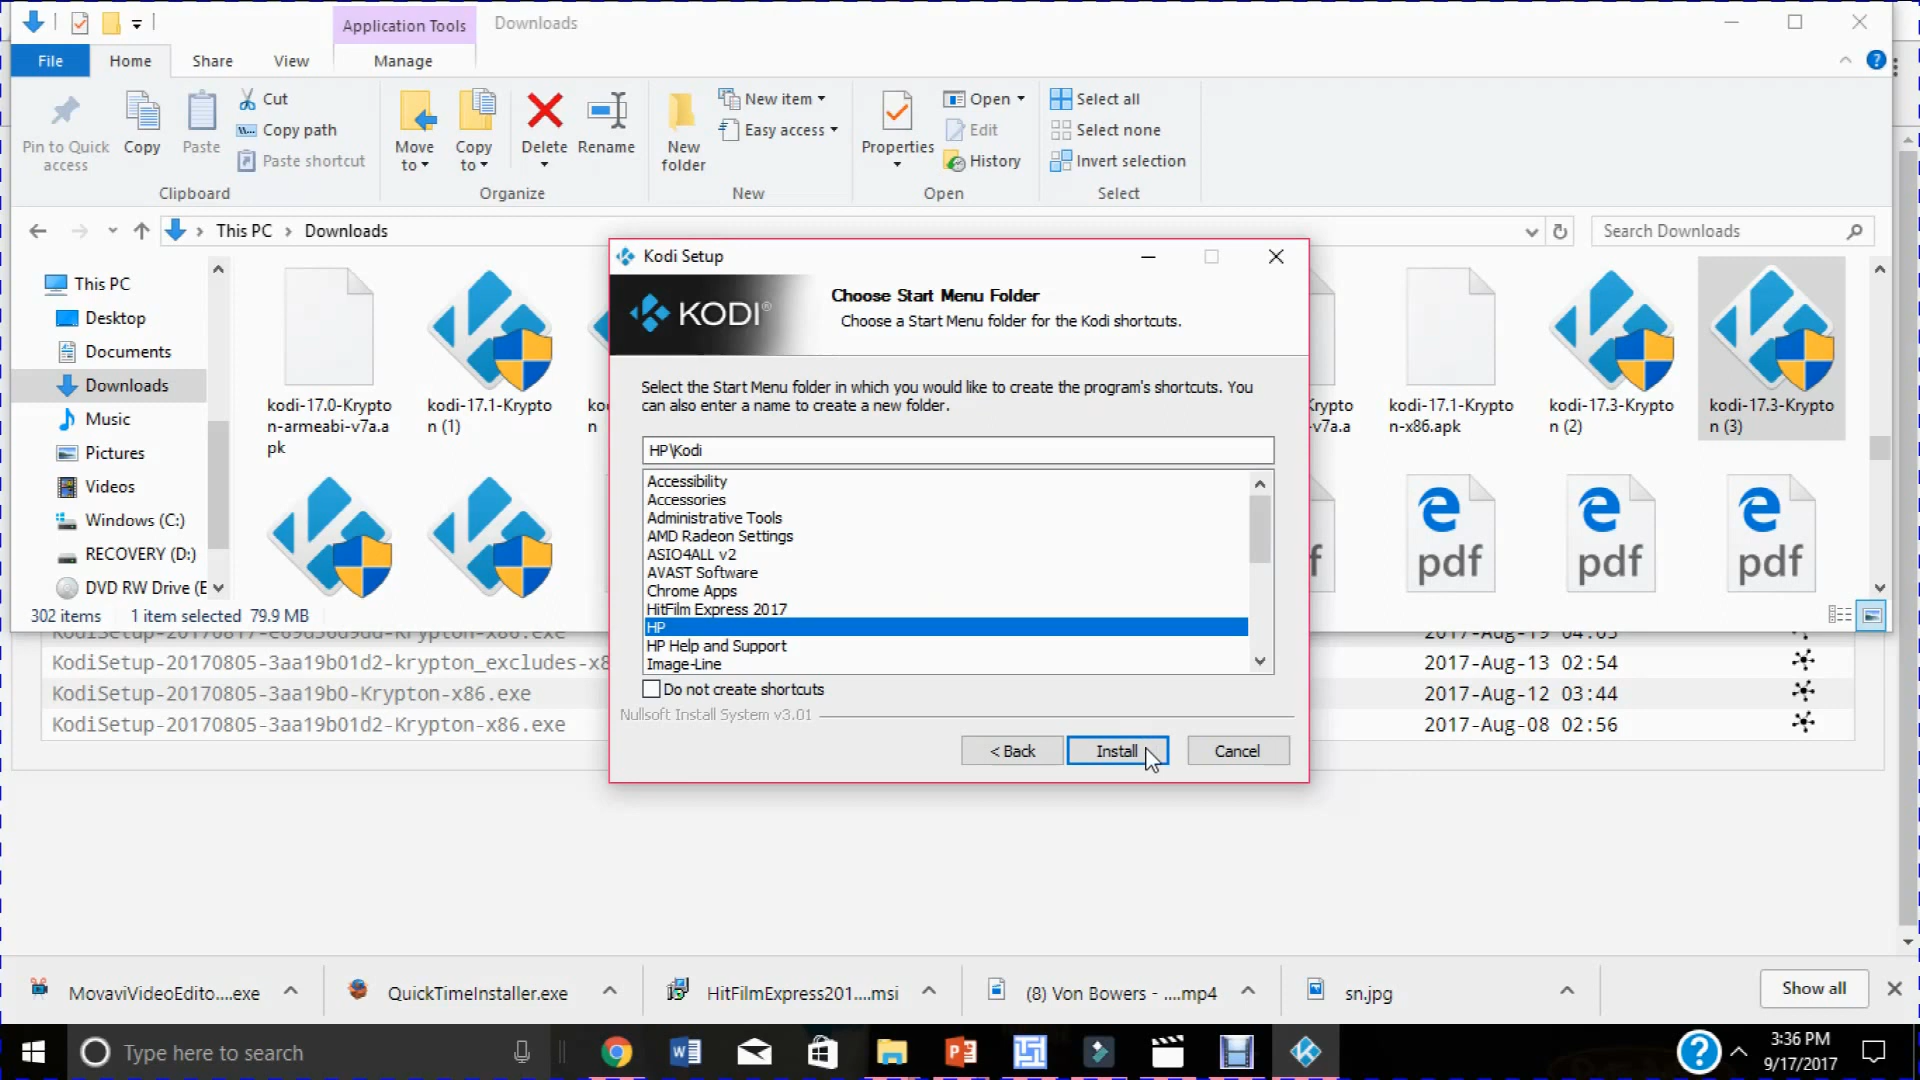 Application Tools
Downloads
File
Home
Share
View
Manage
Pin to Quick access
Copy
Paste
Cut
Copy path
Paste shortcut
Clipboard
Move to
Copy to
Delete
Rename
Organize
New folder
New item
Easy access
New
Properties
Open
Edit
History
Open
Select all
Select none
Invert selection
Select
This PC
Downloads
Search Downloads
This PC
Desktop
Documents
Downloads
Music
Pictures
Videos
Windows (C:)
RECOVERY (D:)
DVD RW Drive (E
kodi-17.0-Krypto
n-armeabi-v7a.a
pk
kodi-17.1-Krypto
n (1)
ko
n
Krypto
-v7a.a
kodi-17.1-Krypto
n-x86.apk
kodi-17.3-Krypto
n (2)
kodi-17.3-Krypto
n (3)
pdf
pdf
pdf
302 items
1 item selected 79.9 MB
Kodi Setup
KODI®
Choose Start Menu Folder
Choose a Start Menu folder for the Kodi shortcuts.
Select the Start Menu folder in which you would like to create the program's shortcuts. You
can also enter a name to create a new folder.
HP\Kodi
Accessibility
Accessories
Administrative Tools
AMD Radeon Settings
ASIO4ALL v2
AVAST Software
Chrome Apps
HitFilm Express 2017
HP
HP Help and Support
Image-Line
Do not create shortcuts
Nullsoft Install System v3.01
< Back
Install
Cancel
KodiSetup-20170805-3aa19b01d2-krypton_excludes-x8
2017-Aug-13 02:54
KodiSetup-20170805-3aa19b0-Krypton-x86.exe
2017-Aug-12 03:44
KodiSetup-20170805-3aa19b01d2-Krypton-x86.exe
2017-Aug-08 02:56
MovaviVideoEdito....exe
QuickTimeInstaller.exe
HitFilmExpress201....msi
(8) Von Bowers - ....mp4
sn.jpg
Show all
Type here to search
3:36 PM
9/17/2017